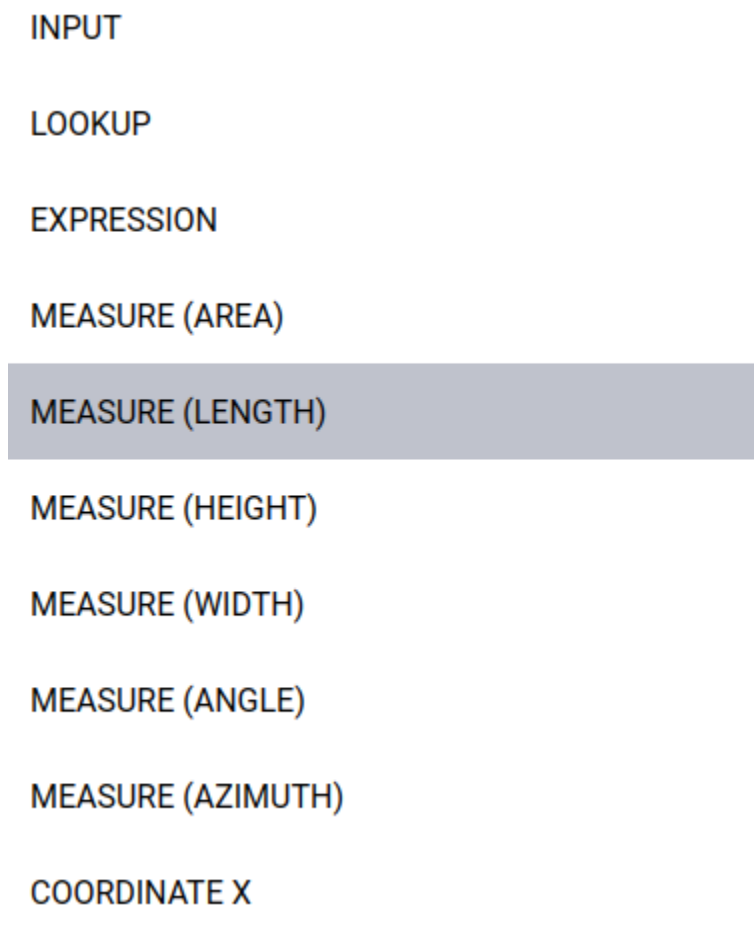 INPUT
LOOKUP
EXPRESSION
MEASURE (AREA)
MEASURE (LENGTH)
MEASURE (HEIGHT)
MEASURE (WIDTH)
MEASURE (ANGLE)
MEASURE (AZIMUTH)
COORDINATE X